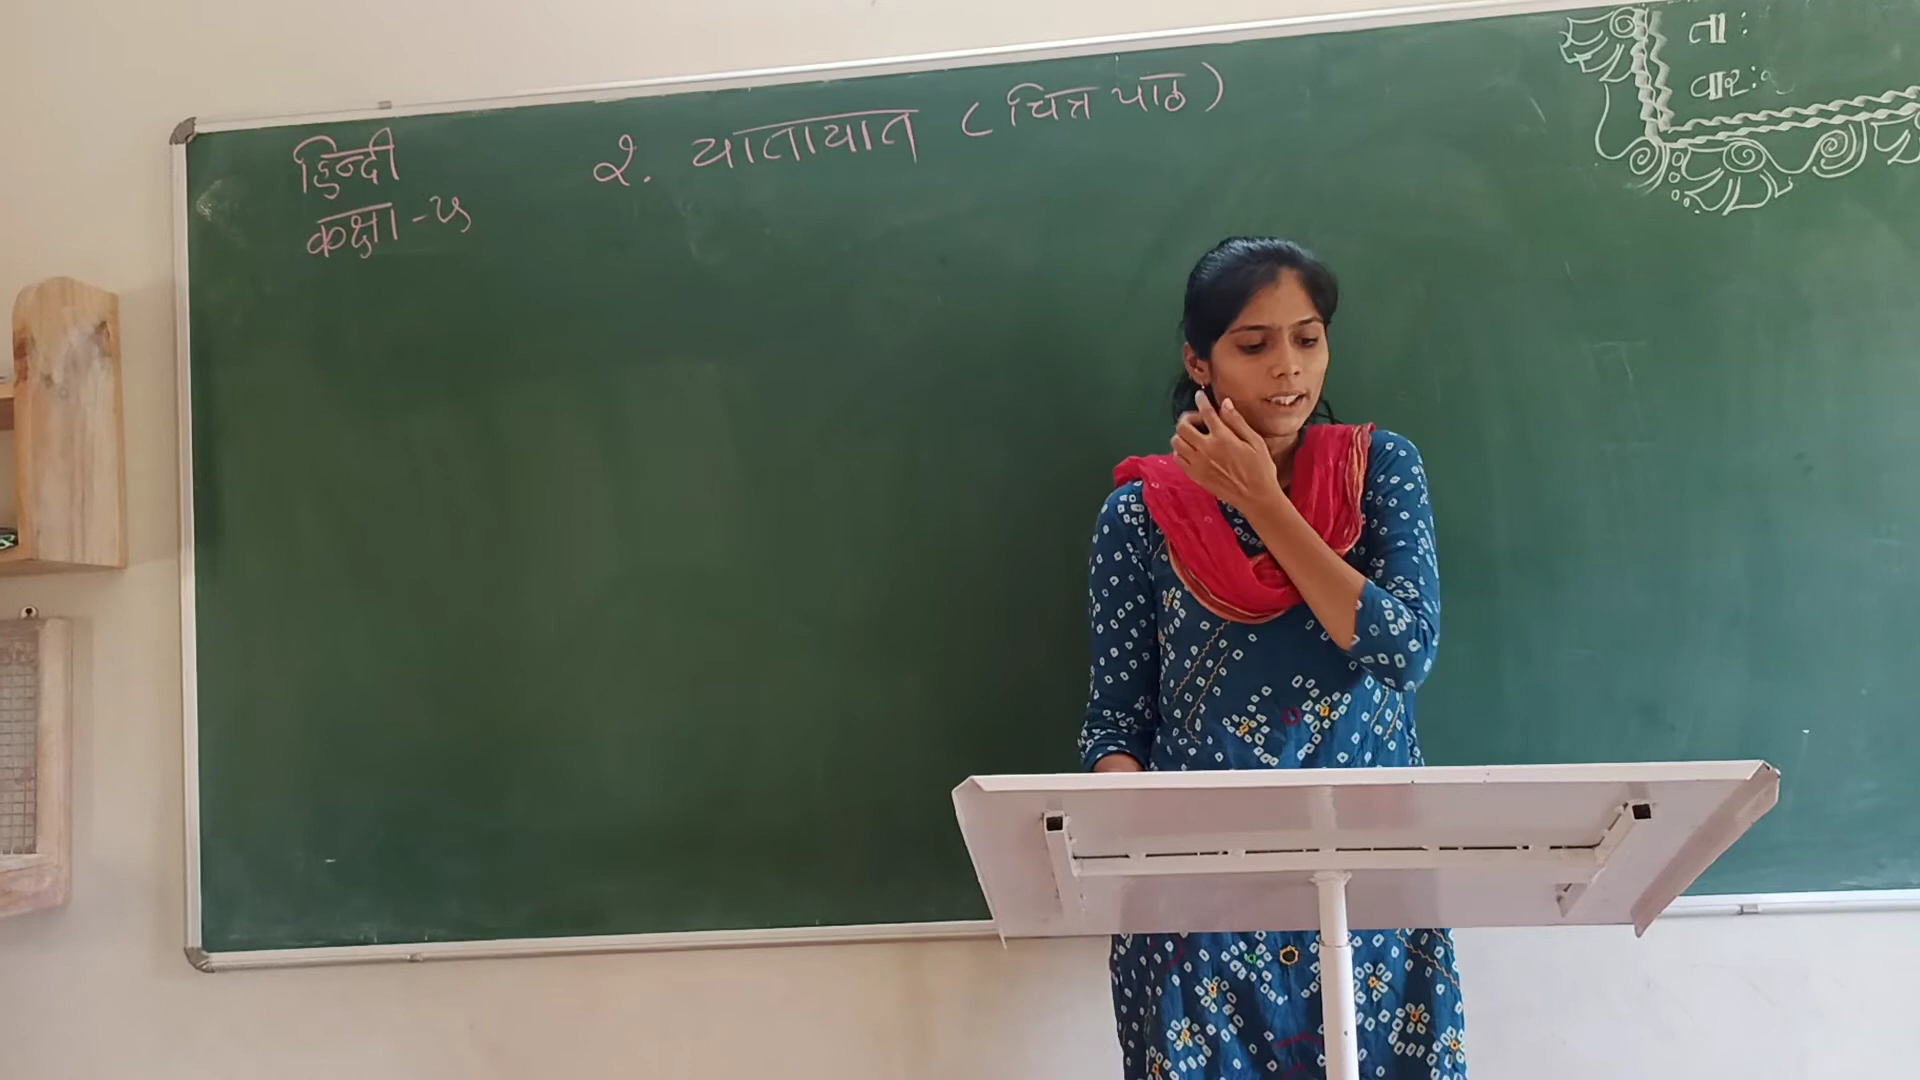 हिन्दी
कक्षा - ५
२. यातायात ( चित्र पाठ )
ता :
वार :